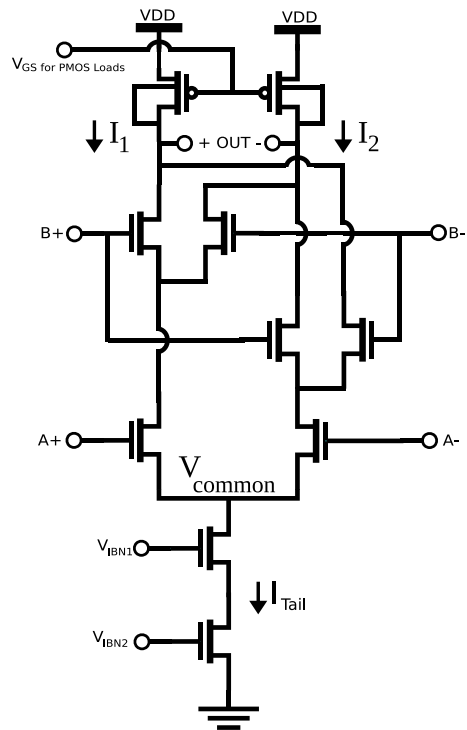 VDD VDD
V_GS for PMOS Loads
I_1 + OUT - I_2
B+ B-
A+ A-
V_common
V_IBN1
I_Tail
V_IBN2